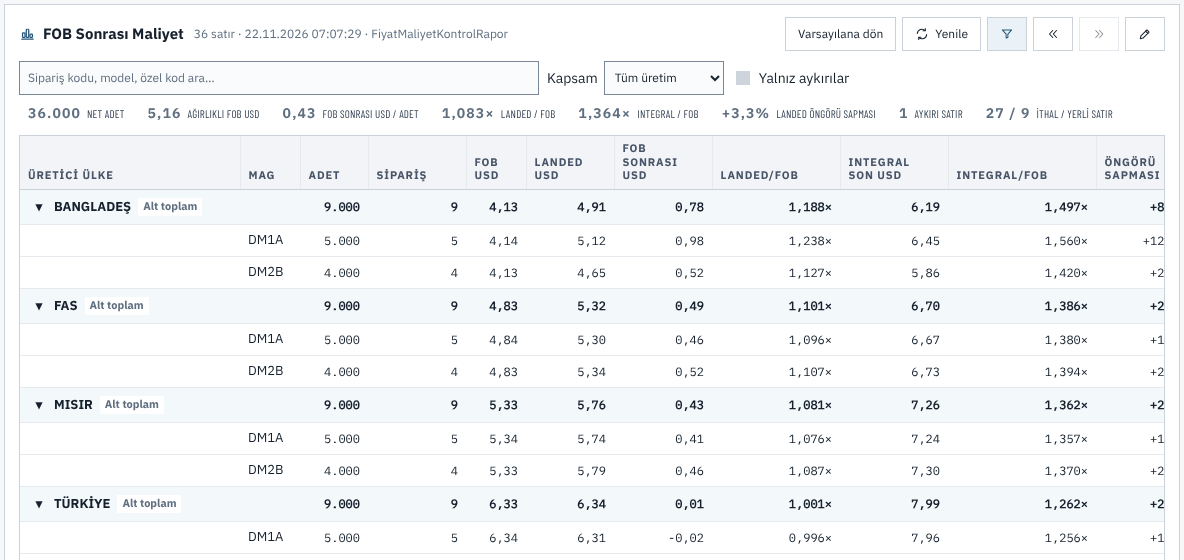 FOB Sonrası Maliyet 36 satır · 22.11.2026 07:07:29 · FiyatMaliyetKontrolRapor Varsayılana dön Yenile
Sipariş kodu, model, özel kod ara... Kapsam Tüm üretim Yalnız aykırılar
36.000 NET ADET 5,16 AĞIRLIKLI FOB USD 0,43 FOB SONRASI USD / ADET 1,083× LANDED / FOB 1,364× INTEGRAL / FOB +3,3% LANDED ÖNGÖRÜ SAPMASI 1 AYKIRI SATIR 27 / 9 İTHAL / YERLİ SATIR
ÜRETİCİ ÜLKE MAG ADET SİPARİŞ FOB USD LANDED USD FOB SONRASI USD LANDED/FOB INTEGRAL SON USD INTEGRAL/FOB ÖNGÖRÜ SAPMASI
▼ BANGLADEŞ Alt toplam 9.000 9 4,13 4,91 0,78 1,188× 6,19 1,497× +8
DM1A 5.000 5 4,14 5,12 0,98 1,238× 6,45 1,560× +12
DM2B 4.000 4 4,13 4,65 0,52 1,127× 5,86 1,420× +2
▼ FAS Alt toplam 9.000 9 4,83 5,32 0,49 1,101× 6,70 1,386× +2
DM1A 5.000 5 4,84 5,30 0,46 1,096× 6,67 1,380× +1
DM2B 4.000 4 4,83 5,34 0,52 1,107× 6,73 1,394× +2
▼ MISIR Alt toplam 9.000 9 5,33 5,76 0,43 1,081× 7,26 1,362× +2
DM1A 5.000 5 5,34 5,74 0,41 1,076× 7,24 1,357× +1
DM2B 4.000 4 5,33 5,79 0,46 1,087× 7,30 1,370× +2
▼ TÜRKİYE Alt toplam 9.000 9 6,33 6,34 0,01 1,001× 7,99 1,262× +2
DM1A 5.000 5 6,34 6,31 -0,02 0,996× 7,96 1,256× +1